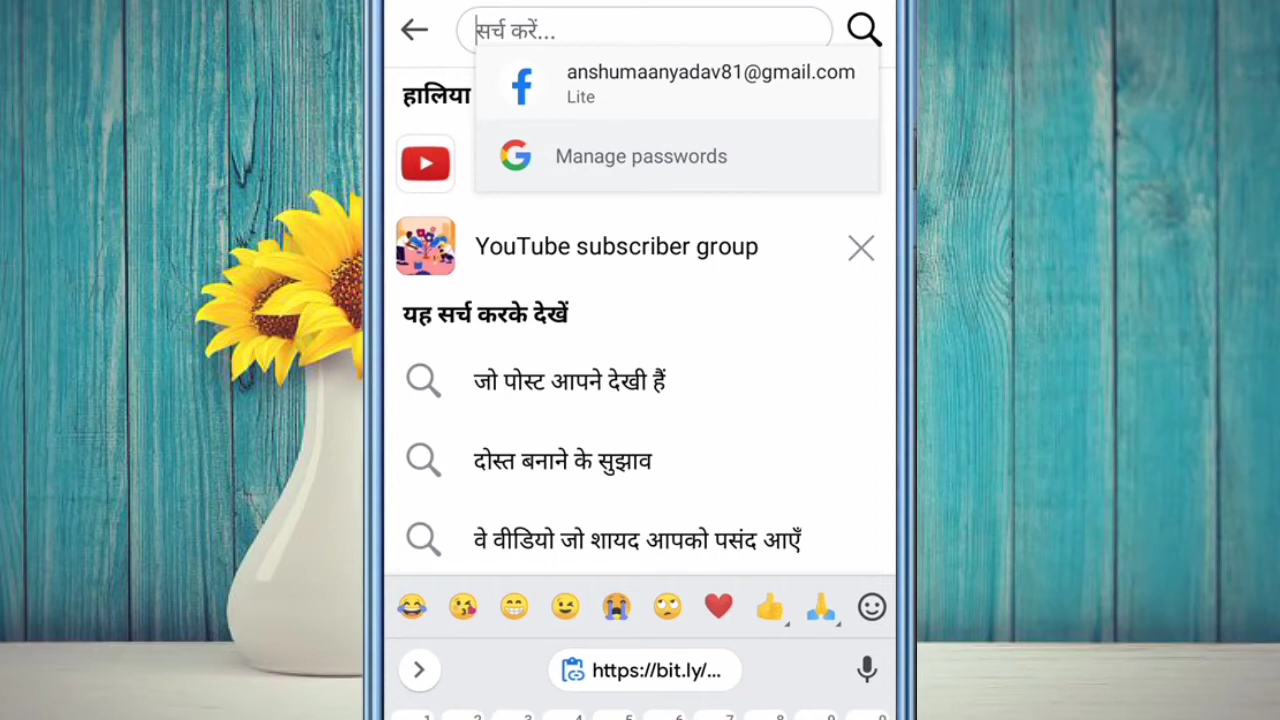 सर्च करें...
anshumaanyadav81@gmail.com
Lite
हालिया
Manage passwords
YouTube subscriber group
यह सर्च करके देखें
जो पोस्ट आपने देखी हैं
दोस्त बनाने के सुझाव
वे वीडियो जो शायद आपको पसंद आएँ
https://bit.ly/...